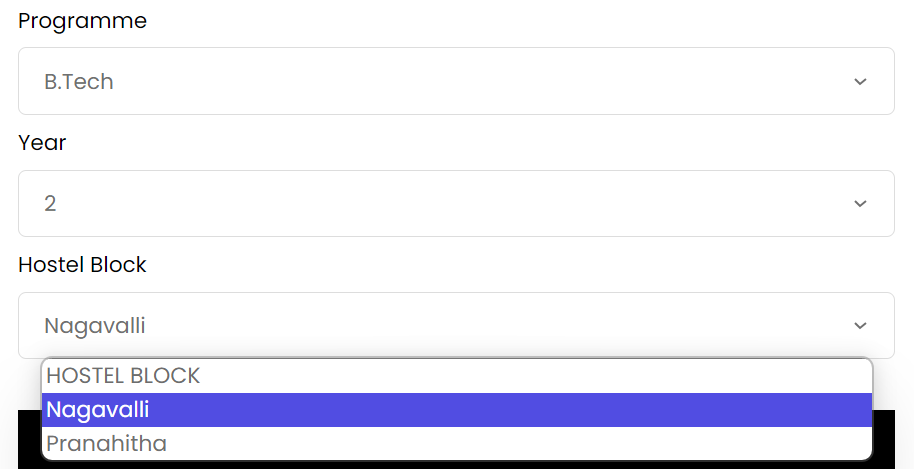 Programme
B.Tech
Year
2
Hostel Block
Nagavalli
HOSTEL BLOCK
Nagavalli
Pranahitha